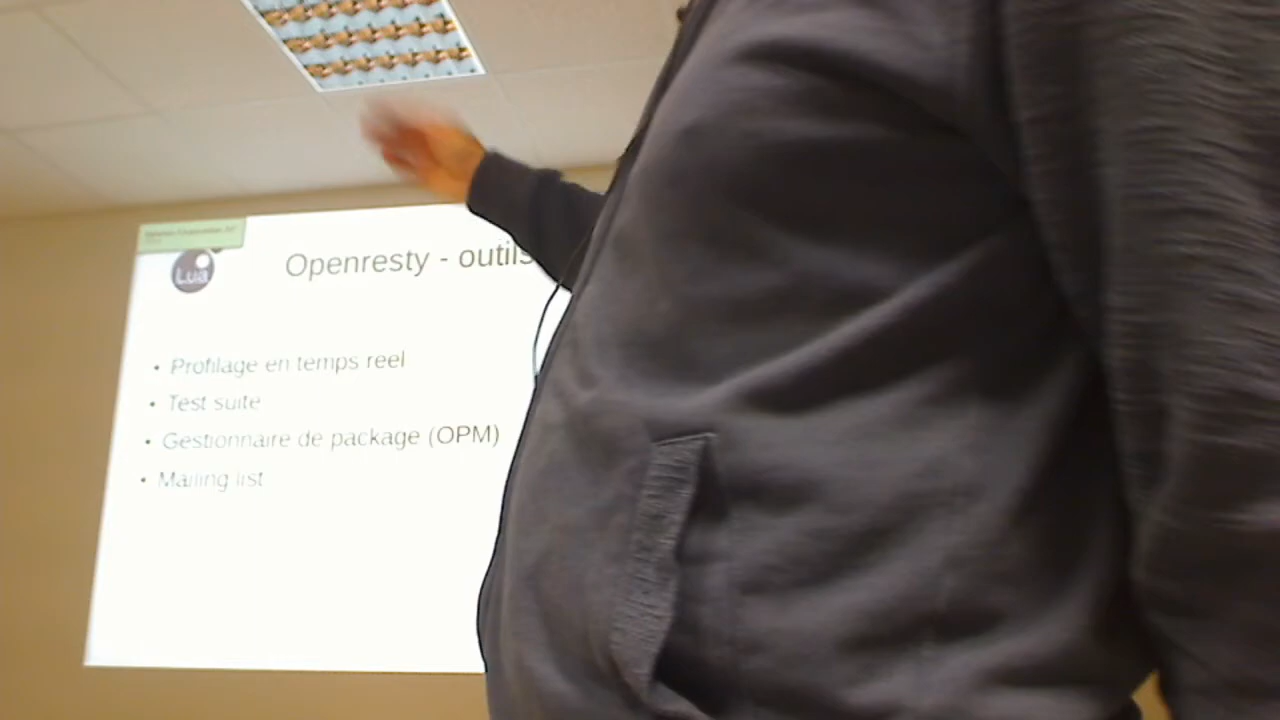 Lua
Openresty - outils
• Profilage en temps reel
• Test suite
• Gestionnaire de package (OPM)
• Mailing list